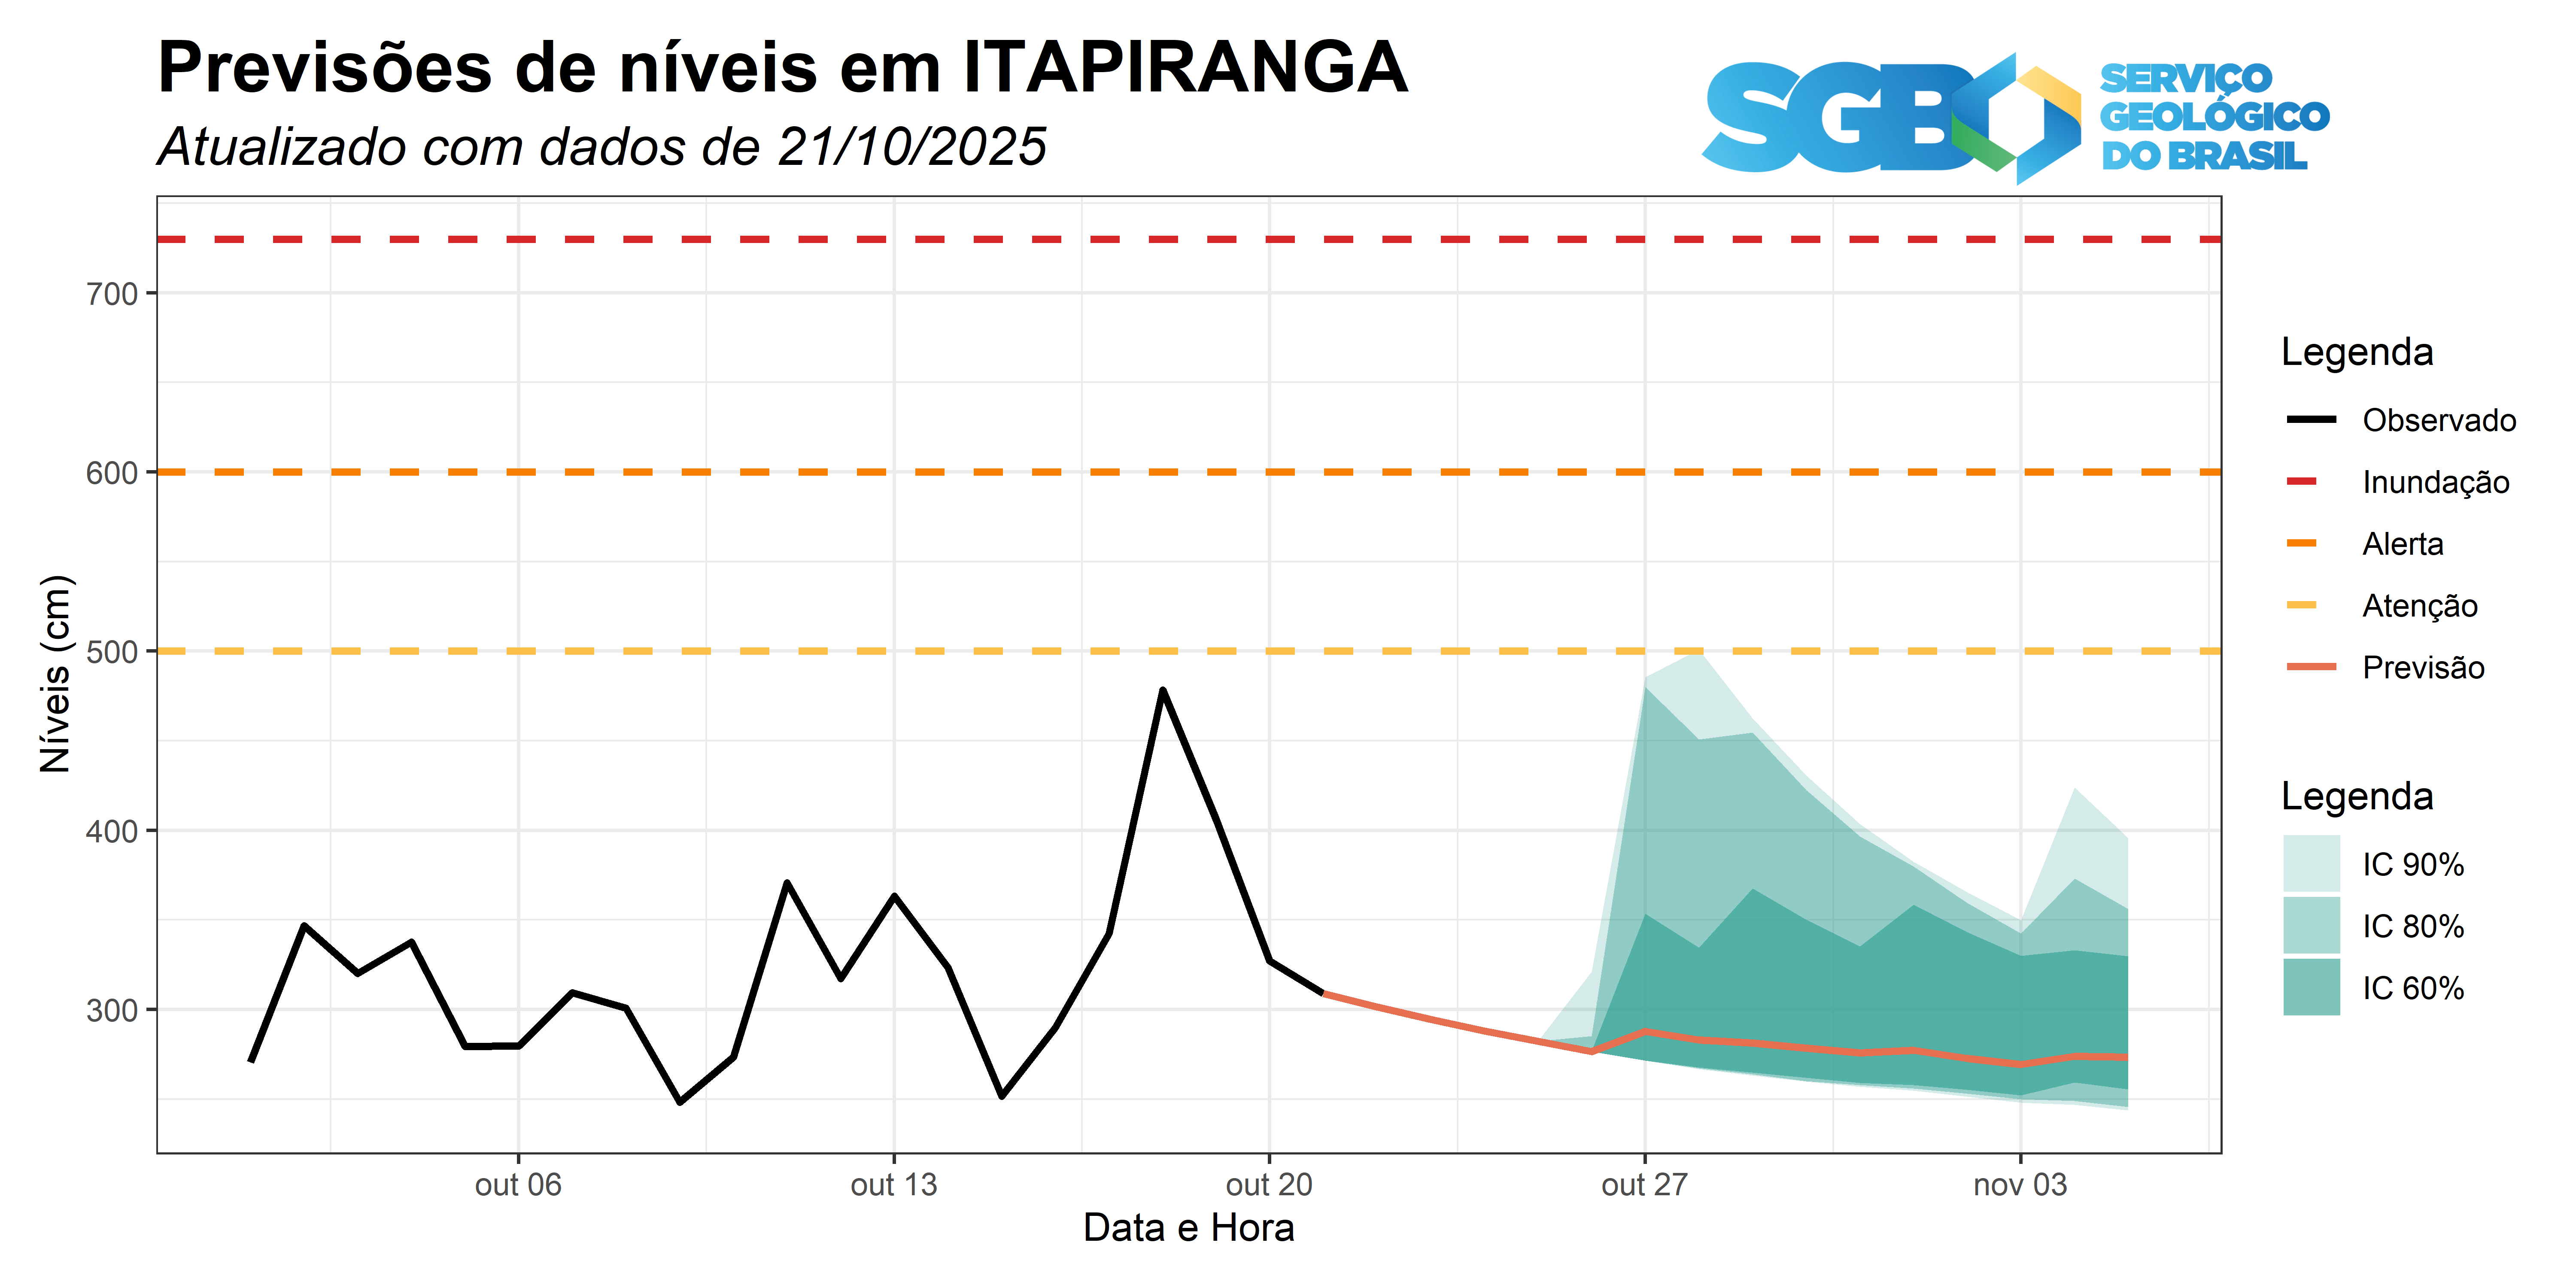 Previsões de níveis em ITAPIRANGA
Atualizado com dados de 21/10/2025
SGB
SERVIÇO
GEOLÓGICO
DO BRASIL
Níveis (cm)
700
600
500
400
300
out 06
out 13
out 20
out 27
nov 03
Data e Hora
Legenda
Observado
Inundação
Alerta
Atenção
Previsão
Legenda
IC 90%
IC 80%
IC 60%